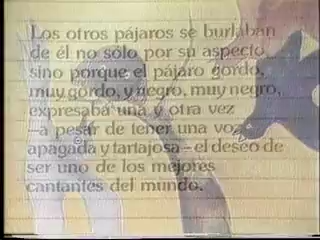 Los otros pájaros se burlaban
de él no sólo por su aspecto
sino porque el pájaro gordo,
muy gordo, y negro, muy negro,
expresaba una y otra vez
-a pesar de tener una voz
apagada y tartajosa- el deseo de
ser uno de los mejores
cantantes del mundo.